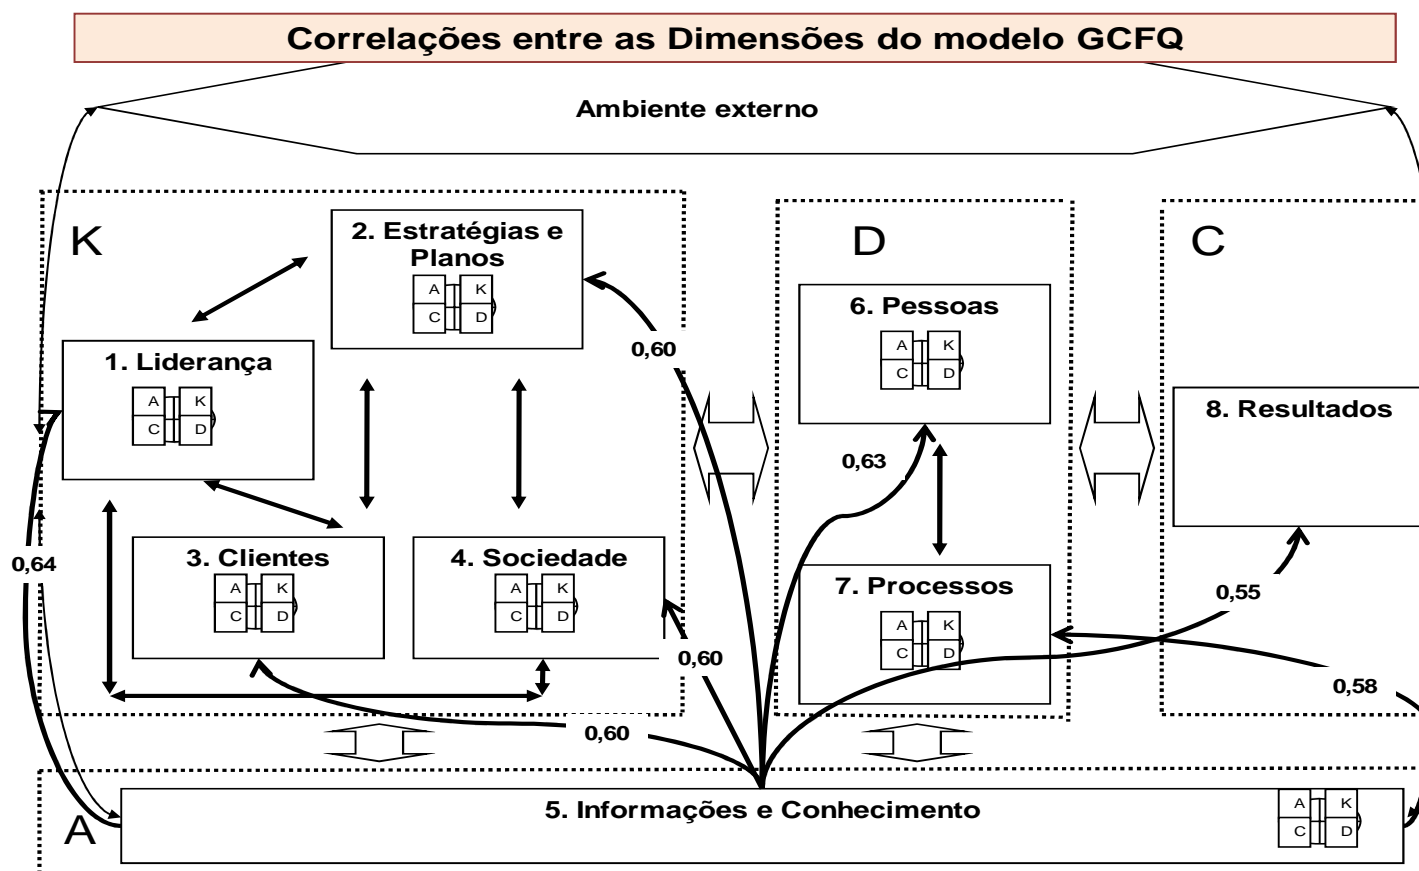 Correlações entre as Dimensões do modelo GCFQ
Ambiente externo
K
2. Estratégias e
Planos
A K
C D
1. Liderança
A K
C D
3. Clientes
A K
C D
4. Sociedade
A K
C D
0,64
0,60
0,60
0,60
D
6. Pessoas
A K
C D
0,63
7. Processos
A K
C D
C
8. Resultados
0,55
0,58
A
5. Informações e Conhecimento
A K
C D